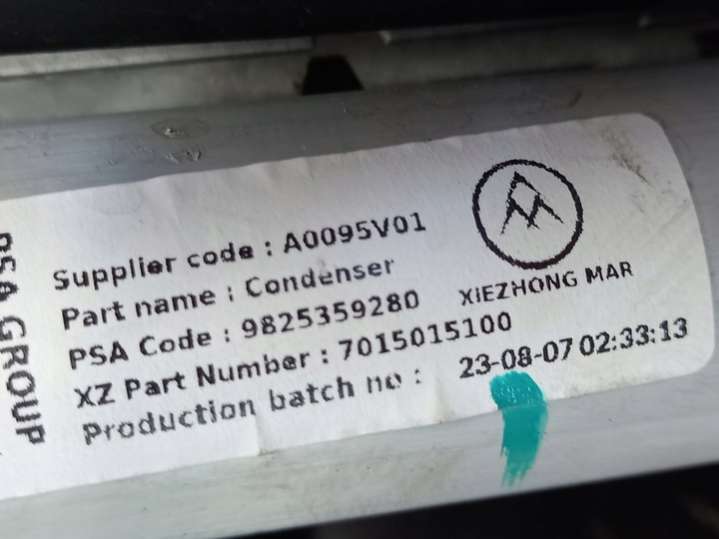 PSA GROUP
Supplier code : A0095V01
Part name : Condenser
PSA Code : 9825359280
XZ Part Number : 7015015100
Production batch no : 23-08-07 02:33:13
XIEZHONG MAR